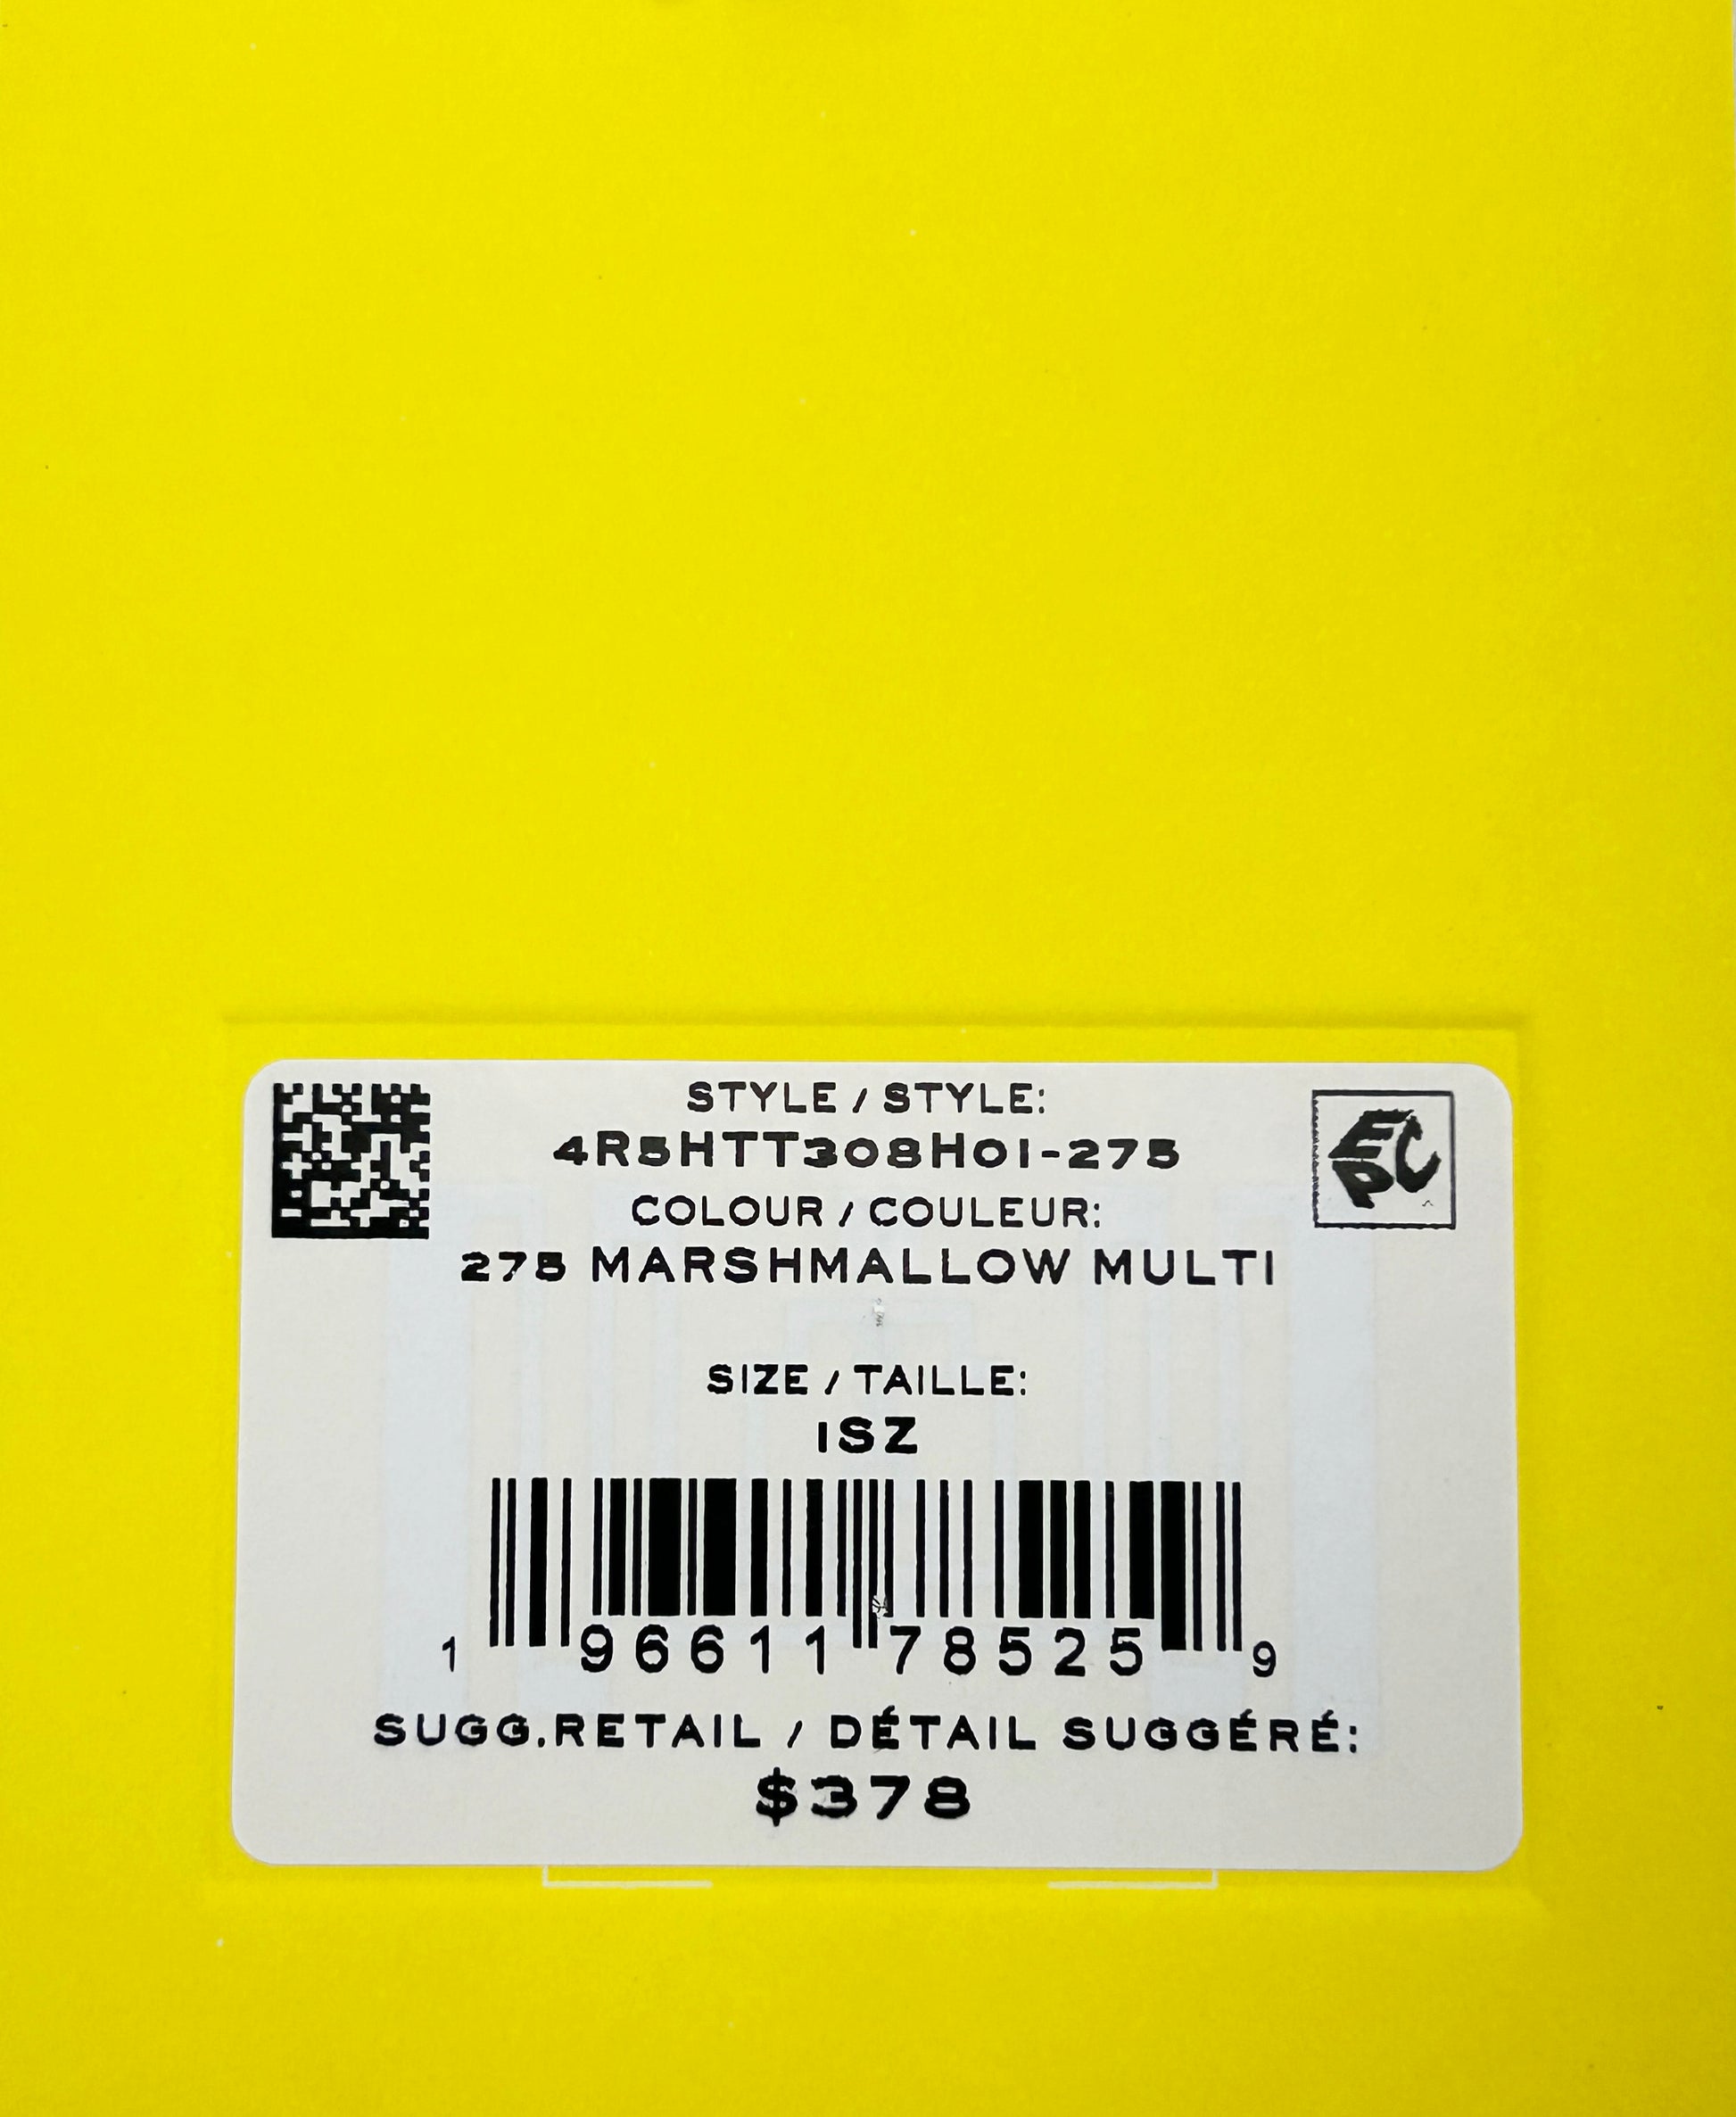 STYLE / STYLE:
4R5HTT308H01-275
COLOUR / COULEUR:
275 MARSHMALLOW MULTI
SIZE / TAILLE:
1SZ
1 96611 78525 9
SUGG.RETAIL / DÉTAIL SUGGÉRÉ:
$378
EPC